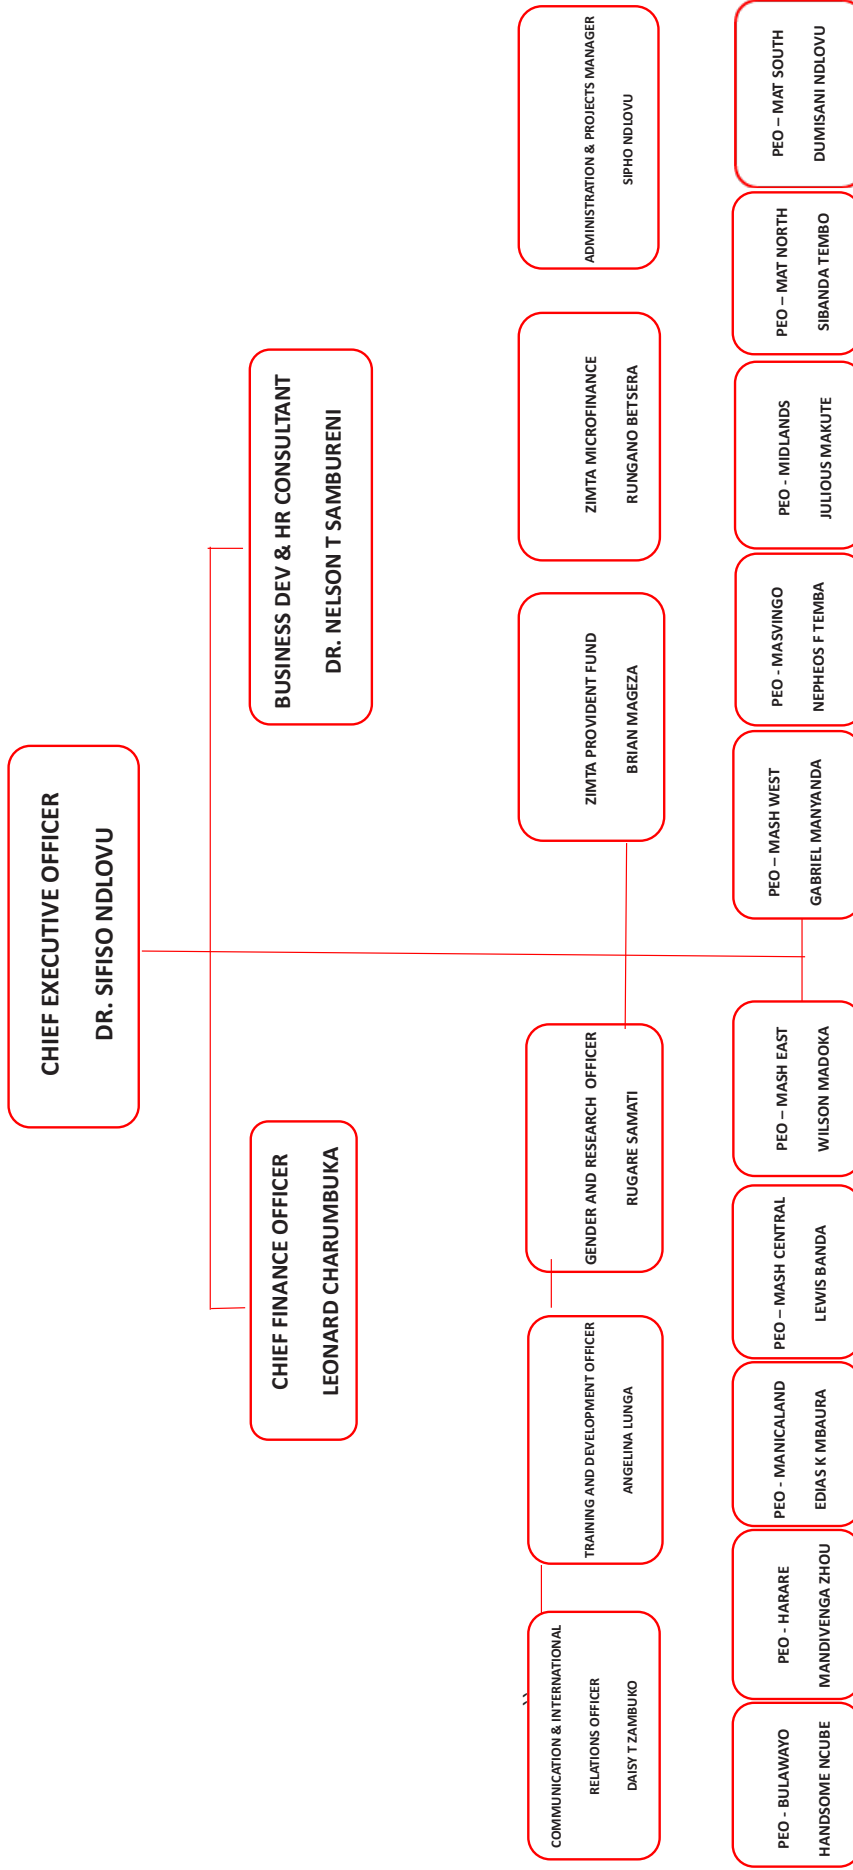 CHIEF EXECUTIVE OFFICER
DR. SIFISO NDLOVU
CHIEF FINANCE OFFICER
LEONARD CHARUMBUKA
BUSINESS DEV & HR CONSULTANT
DR. NELSON T SAMBURENI
COMMUNICATION & INTERNATIONAL
RELATIONS OFFICER
DAISY T ZAMBUKO
TRAINING AND DEVELOPMENT OFFICER
ANGELINA LUNGA
GENDER AND RESEARCH OFFICER
RUGARE SAMATI
ZIMTA PROVIDENT FUND
BRIAN MAGEZA
ZIMTA MICROFINANCE
RUNGANO BETSERA
ADMINISTRATION & PROJECTS MANAGER
SIPHO NDLOVU
PEO - BULAWAYO
HANDSOME NCUBE
PEO - HARARE
MANDIVENGA ZHOU
PEO - MANICALAND
EDIAS K MBAURA
PEO – MASH CENTRAL
LEWIS BANDA
PEO – MASH EAST
WILSON MADOKA
PEO – MASH WEST
GABRIEL MANYANDA
PEO - MASVINGO
NEPHEOS F TEMBA
PEO - MIDLANDS
JULIOUS MAKUTE
PEO – MAT NORTH
SIBANDA TEMBO
PEO – MAT SOUTH
DUMISANI NDLOVU